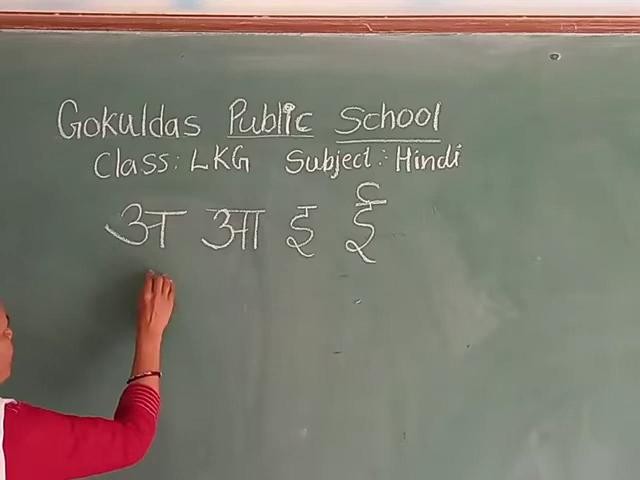 Gokuldas Public School
Class: LKG Subject: Hindi
अ आ इ ई